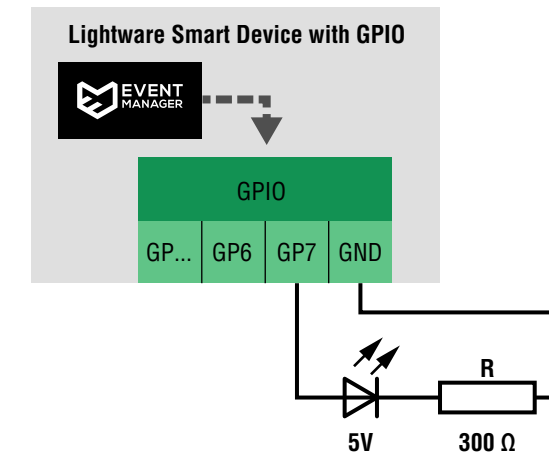 Lightware Smart Device with GPIO
EVENT
MANAGER
GPIO
GP... GP6 GP7 GND
R
5V 300 Ω